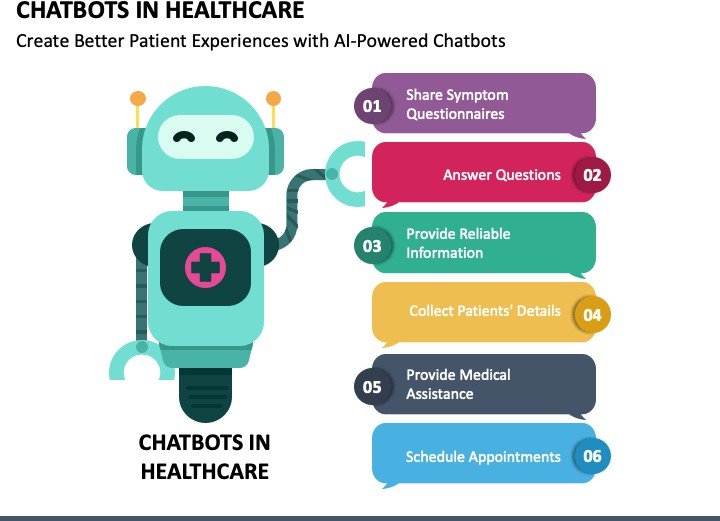 CHATBOTS IN HEALTHCARE
Create Better Patient Experiences with AI-Powered Chatbots
01
Share Symptom
Questionnaires
Answer Questions
02
03
Provide Reliable
Information
Collect Patients' Details
04
05
Provide Medical
Assistance
Schedule Appointments
06
CHATBOTS IN
HEALTHCARE